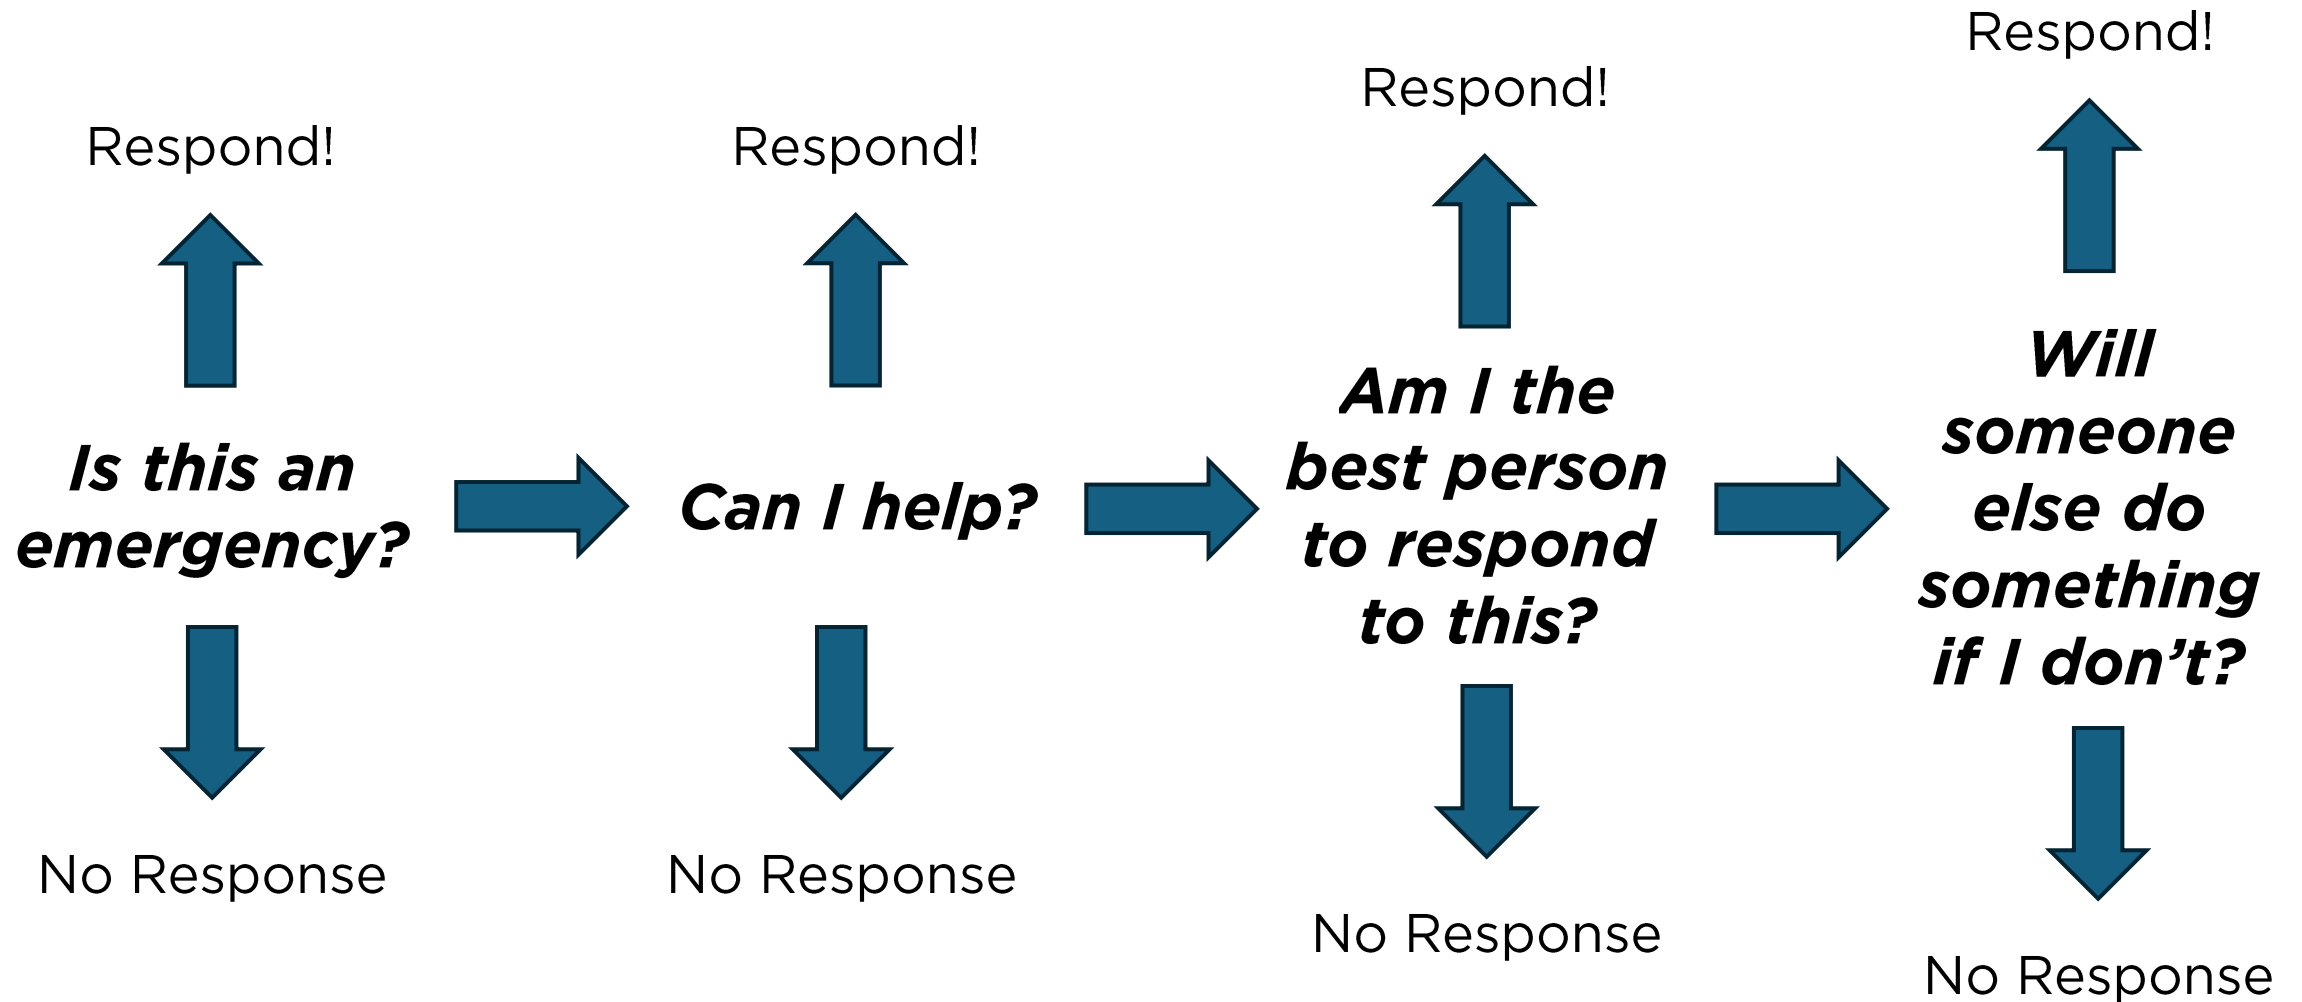 Respond!
Is this an
emergency?
No Response
Respond!
Can I help?
No Response
Respond!
Am I the
best person
to respond
to this?
No Response
Respond!
Will
someone
else do
something
if I don’t?
No Response